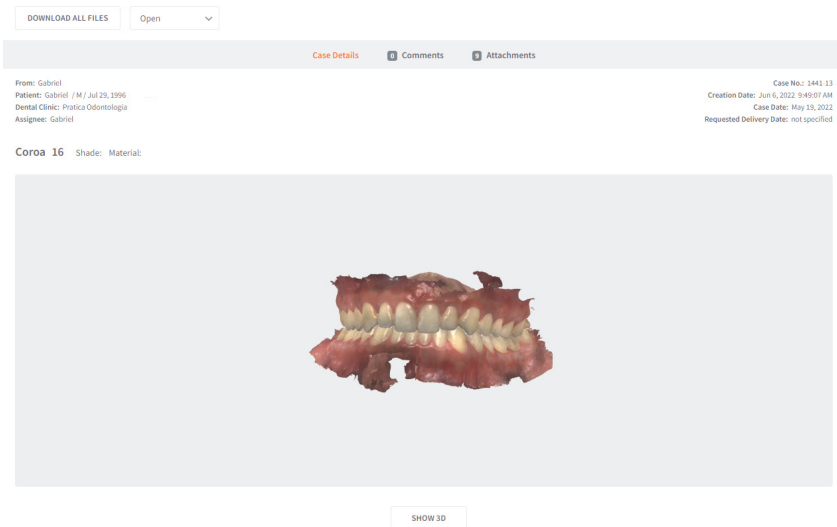 DOWNLOAD ALL FILES Open
Case Details 0 Comments 9 Attachments
From: Gabriel Case No.: 1441-13
Patient: Gabriel / M / Jul 29, 1996 Creation Date: Jun 6, 2022 9:49:07 AM
Dental Clinic: Pratica Odontologia Case Date: May 19, 2022
Assignee: Gabriel Requested Delivery Date: not specified
Coroa 16 Shade: Material:
SHOW 3D